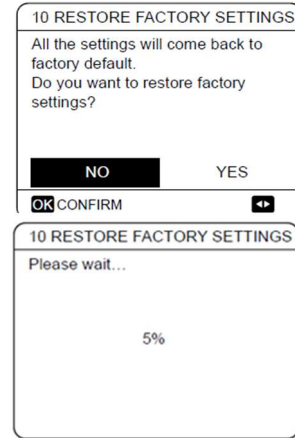 10 RESTORE FACTORY SETTINGS
All the settings will come back to
factory default.
Do you want to restore factory
settings?
NO YES
OK CONFIRM
10 RESTORE FACTORY SETTINGS
Please wait...
5%